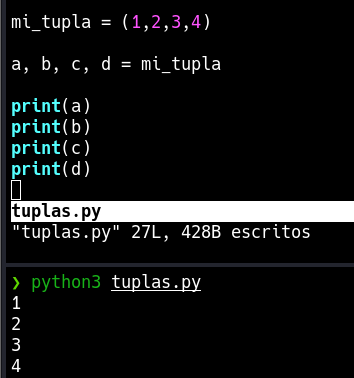 mi_tupla = (1,2,3,4)
a, b, c, d = mi_tupla
print(a)
print(b)
print(c)
print(d)
tuplas.py
"tuplas.py" 27L, 428B escritos
❯ python3 tuplas.py
1
2
3
4